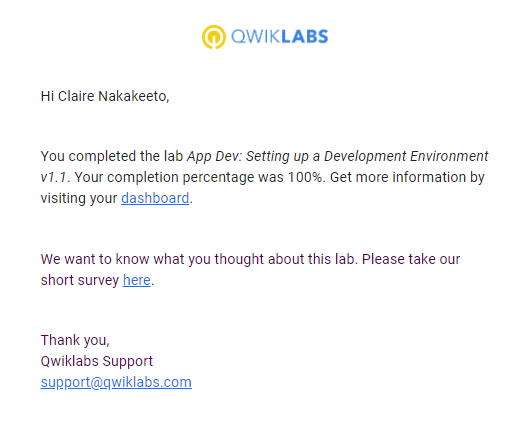 QWIKLABS
Hi Claire Nakakeeto,
You completed the lab App Dev: Setting up a Development Environment
v1.1. Your completion percentage was 100%. Get more information by
visiting your dashboard.
We want to know what you thought about this lab. Please take our
short survey here.
Thank you,
Qwiklabs Support
support@qwiklabs.com